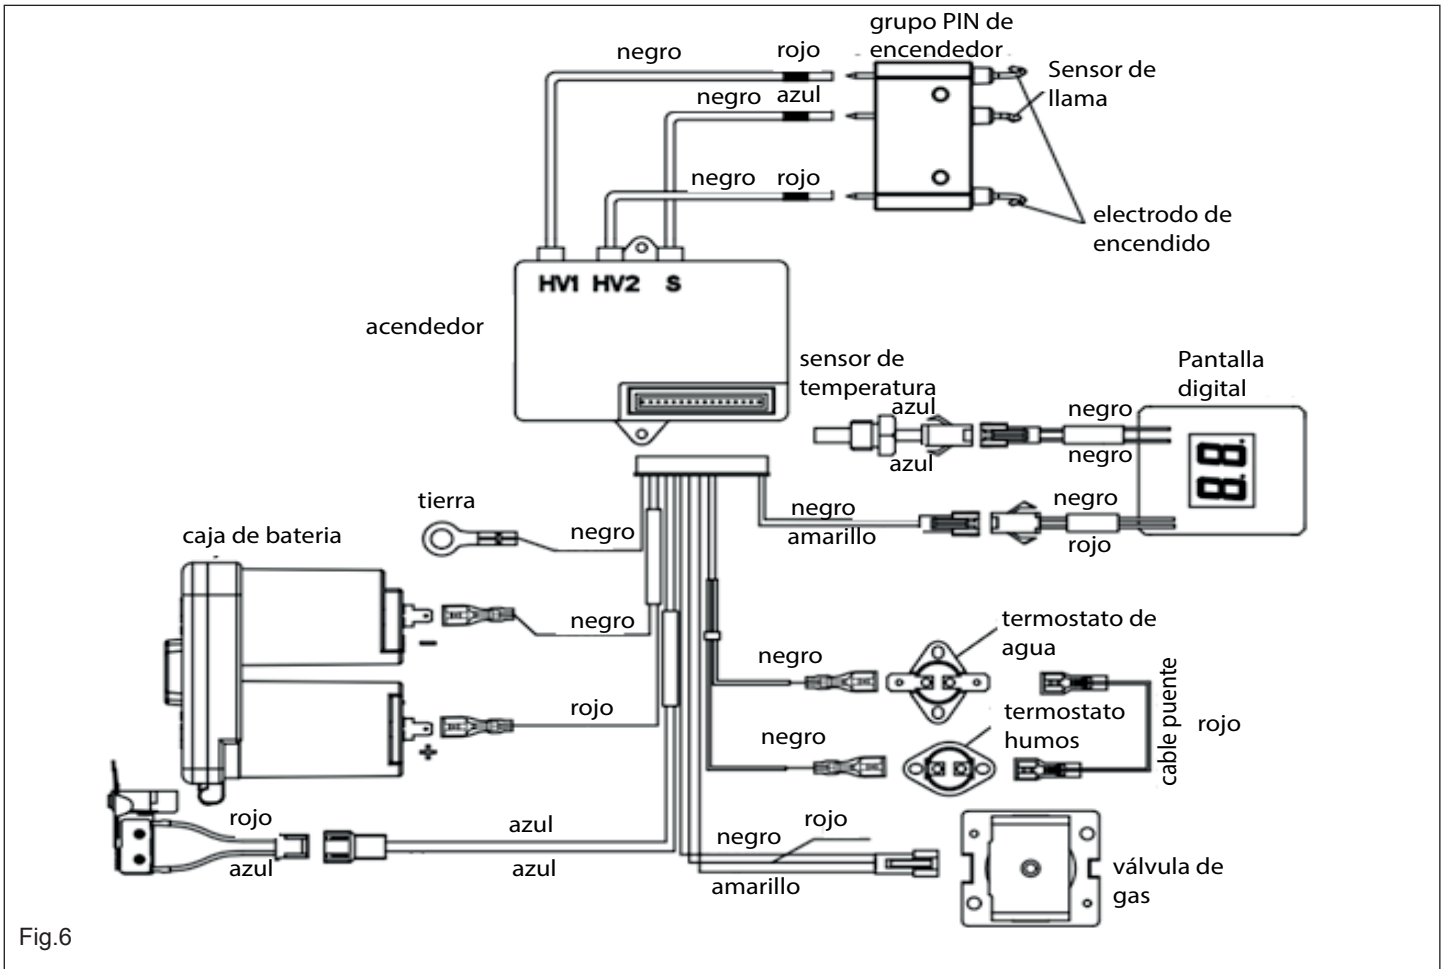 grupo PIN de
encendedor
negro
rojo
Sensor de
llama
negro
azul
negro
rojo
electrodo de
encendido
HV1 HV2 S
acendedor
sensor de
temperatura
Pantalla
digital
azul
negro
azul
negro
88
88
tierra
negro
negro
amarillo
negro
rojo
caja de bateria
negro
-
termostato de
agua
negro
rojo
+
termostato
humos
negro
cable puente
rojo
rojo
azul
azul
azul
negro
rojo
amarillo
válvula de
gas
Fig.6